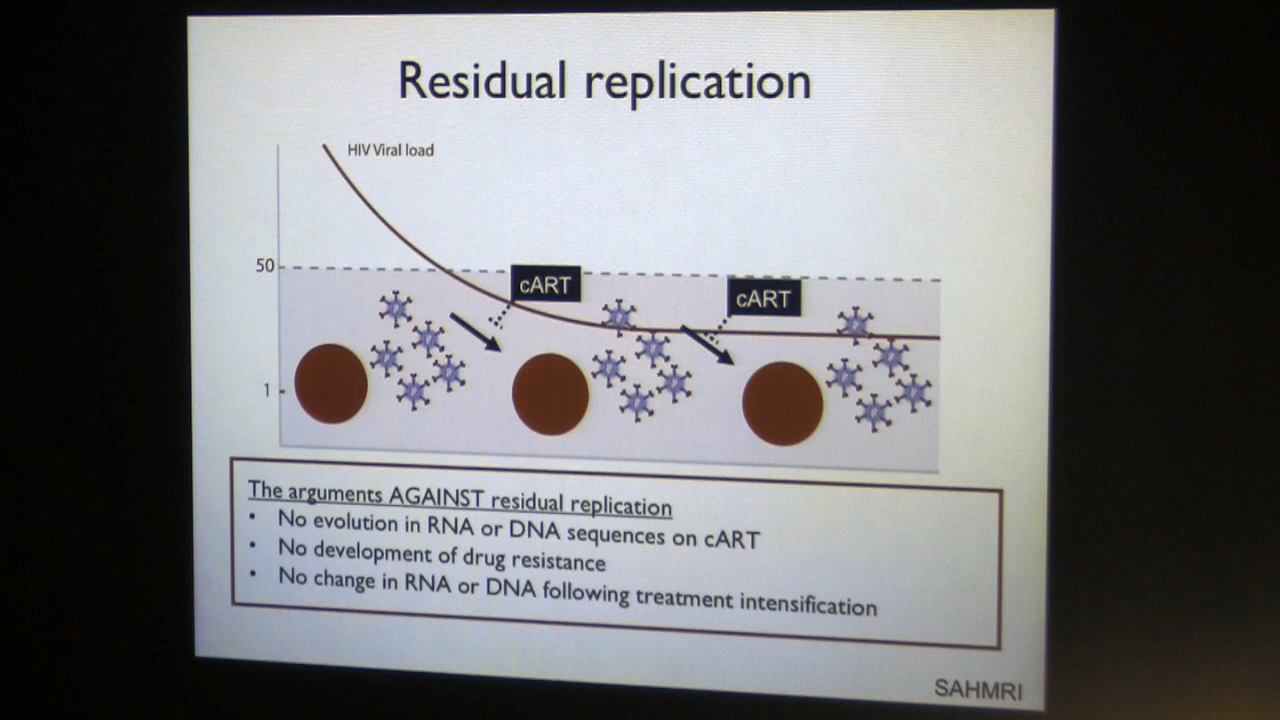 Residual replication
HIV Viral load
50
cART
cART
1
The arguments AGAINST residual replication
• No evolution in RNA or DNA sequences on cART
• No development of drug resistance
• No change in RNA or DNA following treatment intensification
SAHMRI